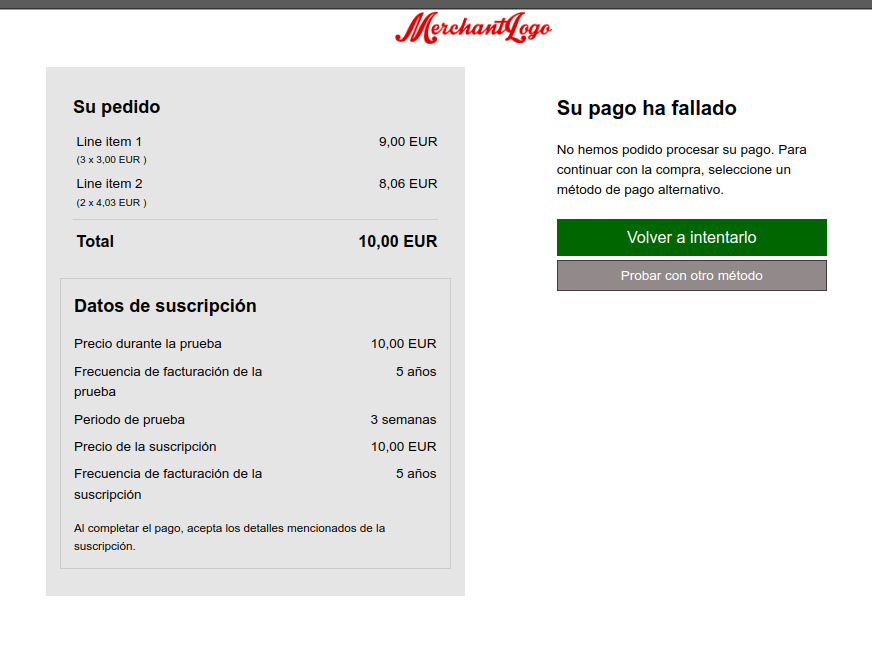 MerchantLogo
Su pedido
Line item 1 9,00 EUR
(3 x 3,00 EUR )
Line item 2 8,06 EUR
(2 x 4,03 EUR )
Total 10,00 EUR
Datos de suscripción
Precio durante la prueba 10,00 EUR
Frecuencia de facturación de la 5 años
prueba
Periodo de prueba 3 semanas
Precio de la suscripción 10,00 EUR
Frecuencia de facturación de la 5 años
suscripción
Al completar el pago, acepta los detalles mencionados de la
suscripción.
Su pago ha fallado
No hemos podido procesar su pago. Para
continuar con la compra, seleccione un
método de pago alternativo.
Volver a intentarlo
Probar con otro método